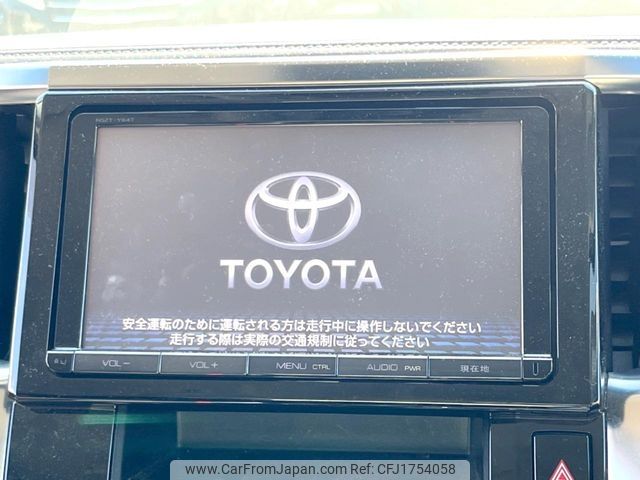 NSZT-Y64T
TOYOTA
安全運転のために運転される方は走行中に操作しないでください
走行する際は実際の交通規制に従ってください
VOL− VOL+ MENU CTRL AUDIO PWR 現在地
www.CarFromJapan.com-CFJ1754058